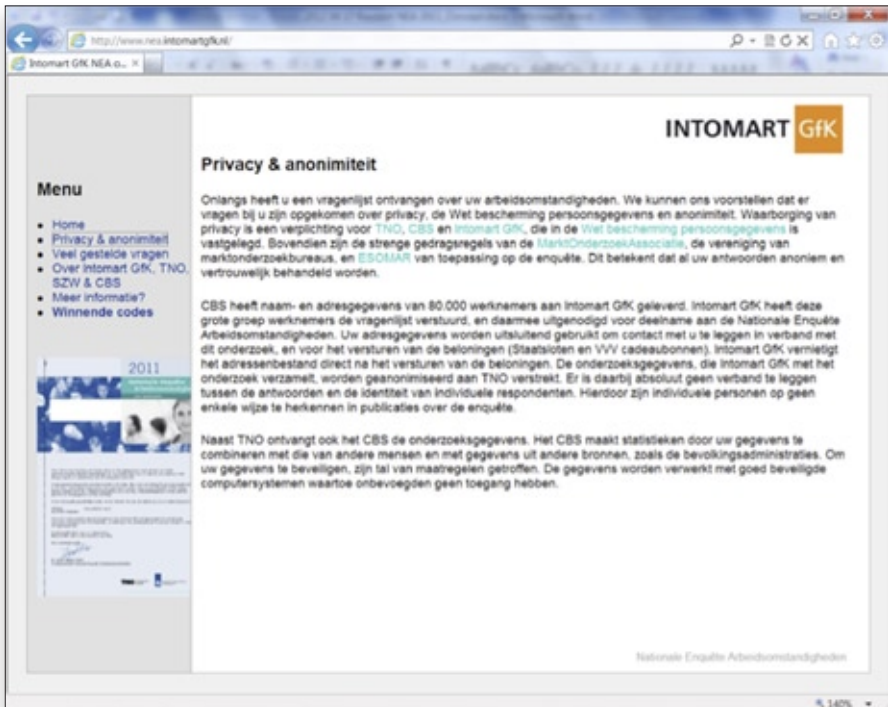 http://www.nea.intomartgfk.nl/
Intomart GfK NEA o...
INTOMART GfK
Privacy & anonimiteit
Menu
Home
Privacy & anonimiteit
Veel gestelde vragen
Over Intomart GfK, TNO,
SZW & CBS
Meer informatie?
Winnende codes
2011
Onlangs heeft u een vragenlijst ontvangen over uw arbeidsomstandigheden. We kunnen ons voorstellen dat er
vragen bij u zijn opgekomen over privacy, de Wet bescherming persoonsgegevens en anonimiteit. Waarborging van
privacy is een verplichting voor TNO, CBS en Intomart GfK, die in de Wet bescherming persoonsgegevens is
vastgelegd. Bovendien zijn de strenge gedragsregels van de MarktOnderzoekAssociatie, de vereniging van
marktonderzoekbureaus, en ESOMAR van toepassing op de enquête. Dit betekent dat al uw antwoorden anoniem en
vertrouwelijk behandeld worden.
CBS heeft naam- en adresgegevens van 80.000 werknemers aan Intomart GfK geleverd. Intomart GfK heeft deze
grote groep werknemers de vragenlijst verstuurd, en daarmee uitgenodigd voor deelname aan de Nationale Enquête
Arbeidsomstandigheden. Uw adresgegevens worden uitsluitend gebruikt om contact met u te leggen in verband met
dit onderzoek, en voor het versturen van de beloningen (Staatsloten en VVV cadeaubonnen). Intomart GfK vernietigt
het adressenbestand direct na het versturen van de beloningen. De onderzoeksgegevens, die Intomart GfK met het
onderzoek verzamelt, worden geanonimiseerd aan TNO verstrekt. Er is daarbij absoluut geen verband te leggen
tussen de antwoorden en de identiteit van individuele respondenten. Hierdoor zijn individuele personen op geen
enkele wijze te herkennen in publicaties over de enquête.
Naast TNO ontvangt ook het CBS de onderzoeksgegevens. Het CBS maakt statistieken door uw gegevens te
combineren met die van andere mensen en met gegevens uit andere bronnen, zoals de bevolkingsadministraties. Om
uw gegevens te beveiligen, zijn tal van maatregelen getroffen. De gegevens worden verwerkt met goed beveiligde
computersystemen waartoe onbevoegden geen toegang hebben.
Nationale Enquête Arbeidsomstandigheden
140%